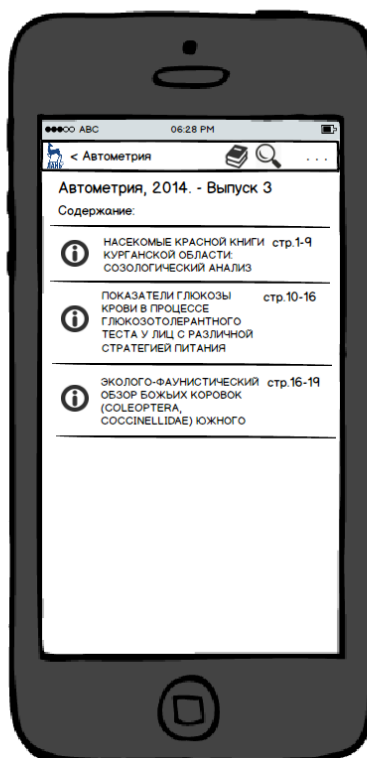 ABC 06:28 PM
< Автометрия ...
Автометрия, 2014. - Выпуск 3
Содержание:
НАСЕКОМЫЕ КРАСНОЙ КНИГИ стр.1-9
КУРГАНСКОЙ ОБЛАСТИ:
СОЗОЛОГИЧЕСКИЙ АНАЛИЗ
ПОКАЗАТЕЛИ ГЛЮКОЗЫ стр.10-16
КРОВИ В ПРОЦЕССЕ
ГЛЮКОЗОТОЛЕРАНТНОГО
ТЕСТА У ЛИЦ С РАЗЛИЧНОЙ
СТРАТЕГИЕЙ ПИТАНИЯ
ЭКОЛОГО-ФАУНИСТИЧЕСКИЙ стр.16-19
ОБЗОР БОЖЬИХ КОРОВОК
(COLEOPTERA,
COCCINELLIDAE) ЮЖНОГО